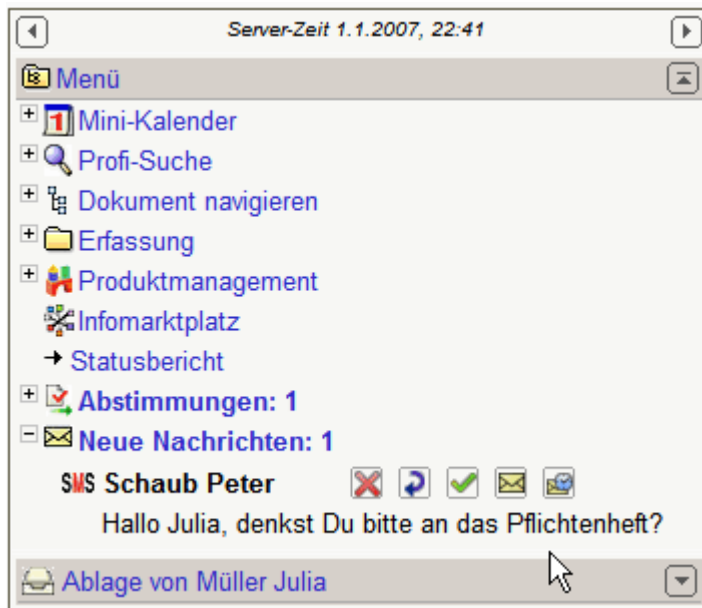 Server-Zeit 1.1.2007, 22:41
Menü
1 Mini-Kalender
Profi-Suche
Dokument navigieren
Erfassung
Produktmanagement
Infomarktplatz
Statusbericht
Abstimmungen: 1
Neue Nachrichten: 1
SMS Schaub Peter
Hallo Julia, denkst Du bitte an das Pflichtenheft?
Ablage von Müller Julia